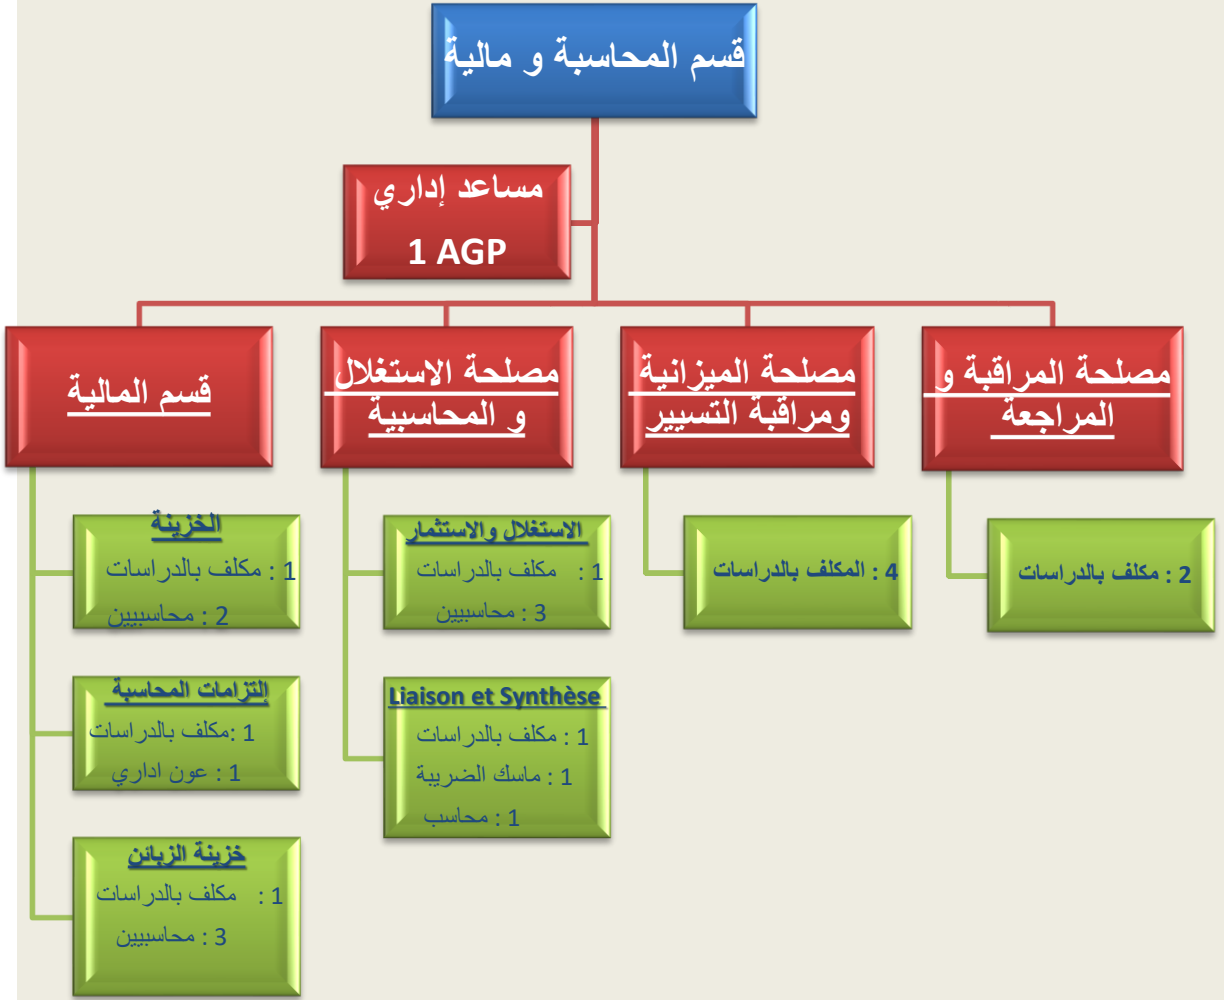 قسم المحاسبة و مالية
مساعد إداري
1 AGP
مصلحة المراقبة و
المراجعة
2 : مكلف بالدراسات
مصلحة الميزانية
ومراقبة التسيير
4 : المكلف بالدراسات
مصلحة الاستغلال
و المحاسبية
الاستغلال والاستثمار
1 : مكلف بالدراسات
3 : محاسبيين
Liaison et Synthèse
1 : مكلف بالدراسات
1 : ماسك الضريبة
1 : محاسب
قسم المالية
الخزينة
1 : مكلف بالدراسات
2 : محاسبيين
إلتزامات المحاسبة
1 :مكلف بالدراسات
1 : عون اداري
خزينة الزبائن
1 : مكلف بالدراسات
3 : محاسبيين